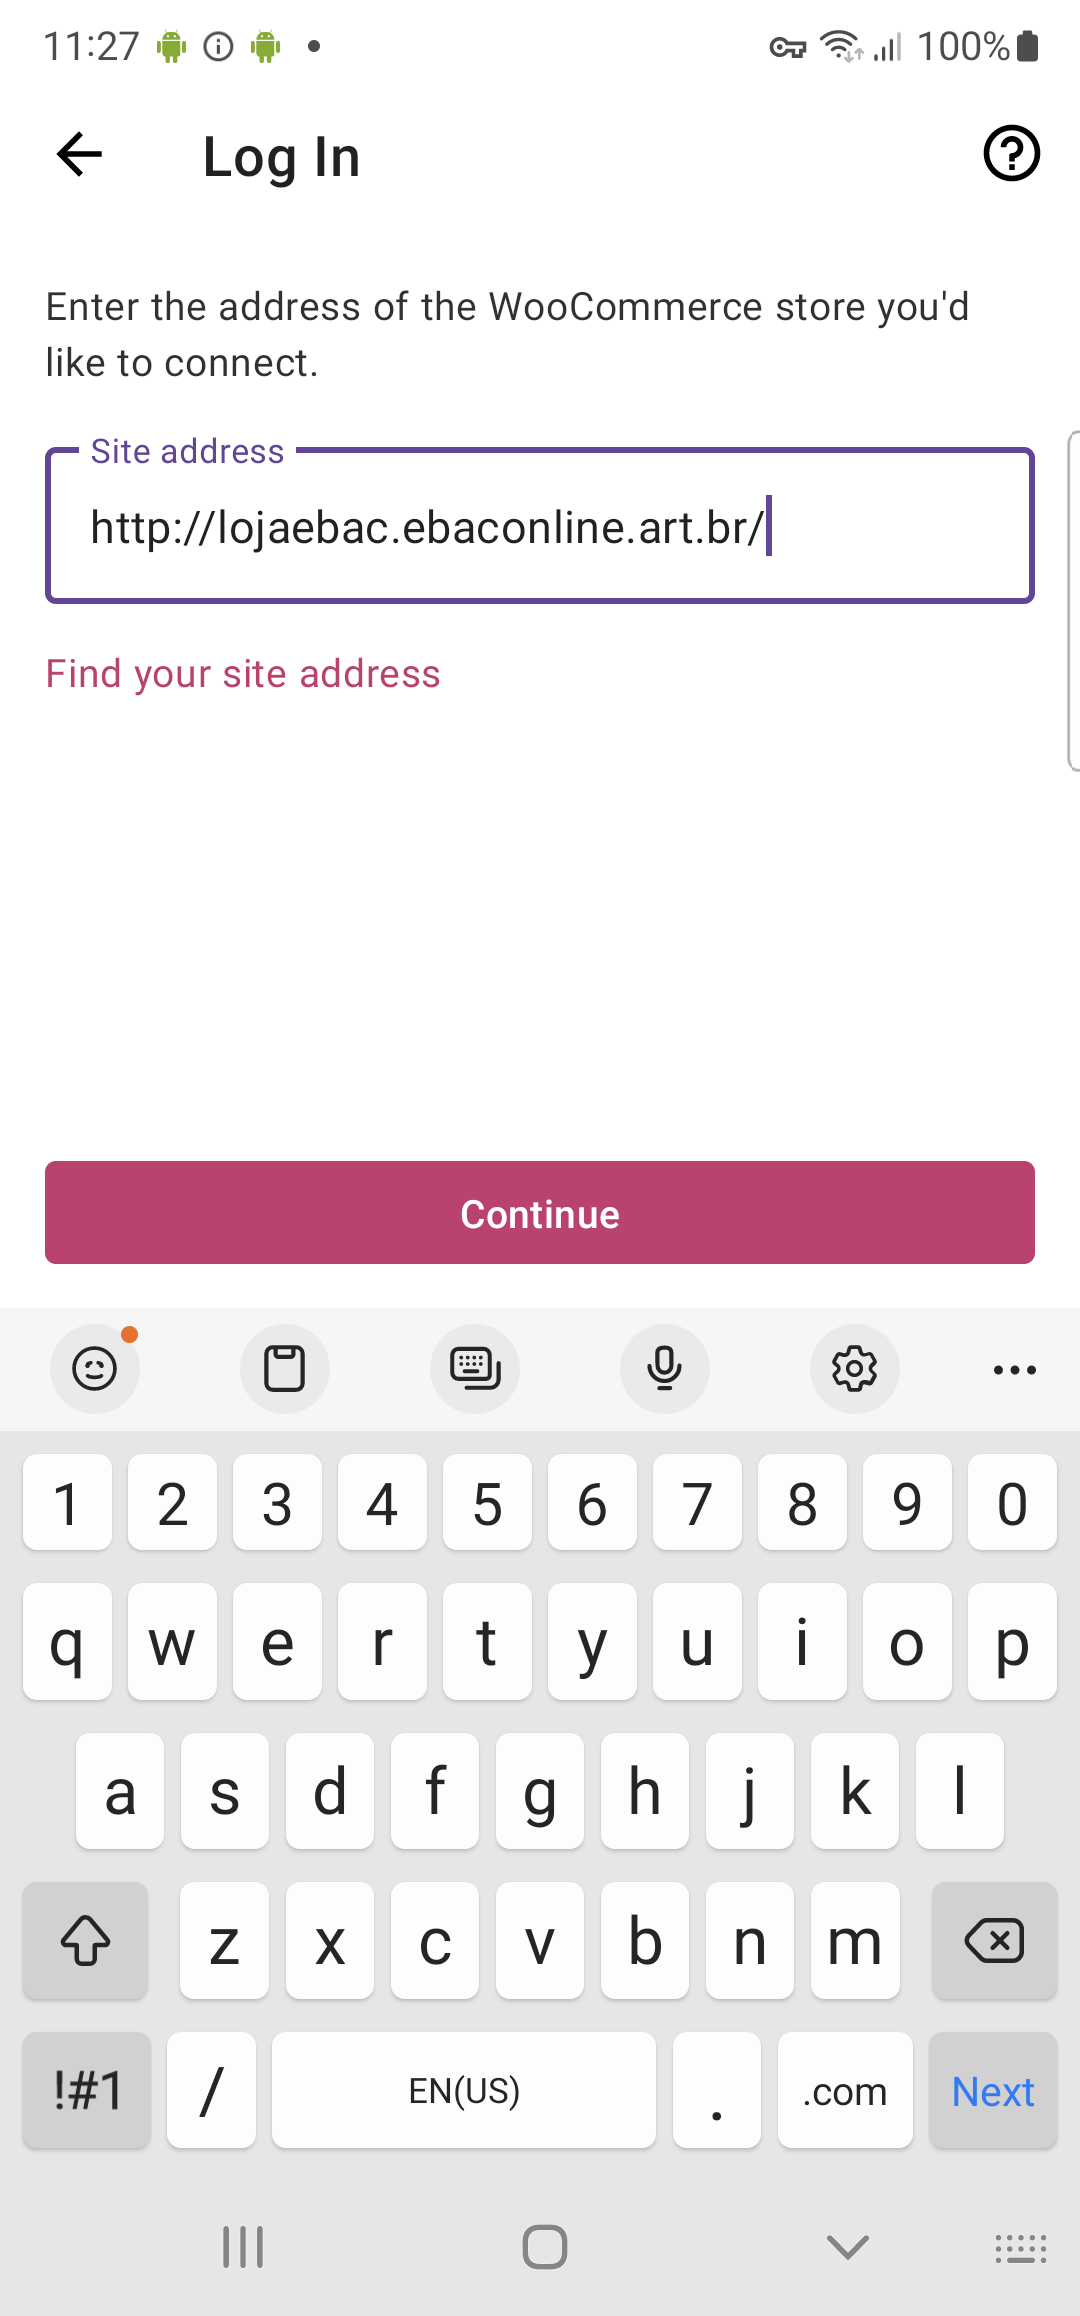 11:27
100%
Log In
Enter the address of the WooCommerce store you'd
like to connect.
Site address
http://lojaebac.ebaconline.art.br/
Find your site address
Continue
1 2 3 4 5 6 7 8 9 0
q w e r t y u i o p
a s d f g h j k l
z x c v b n m
!#1 / EN(US) . .com Next